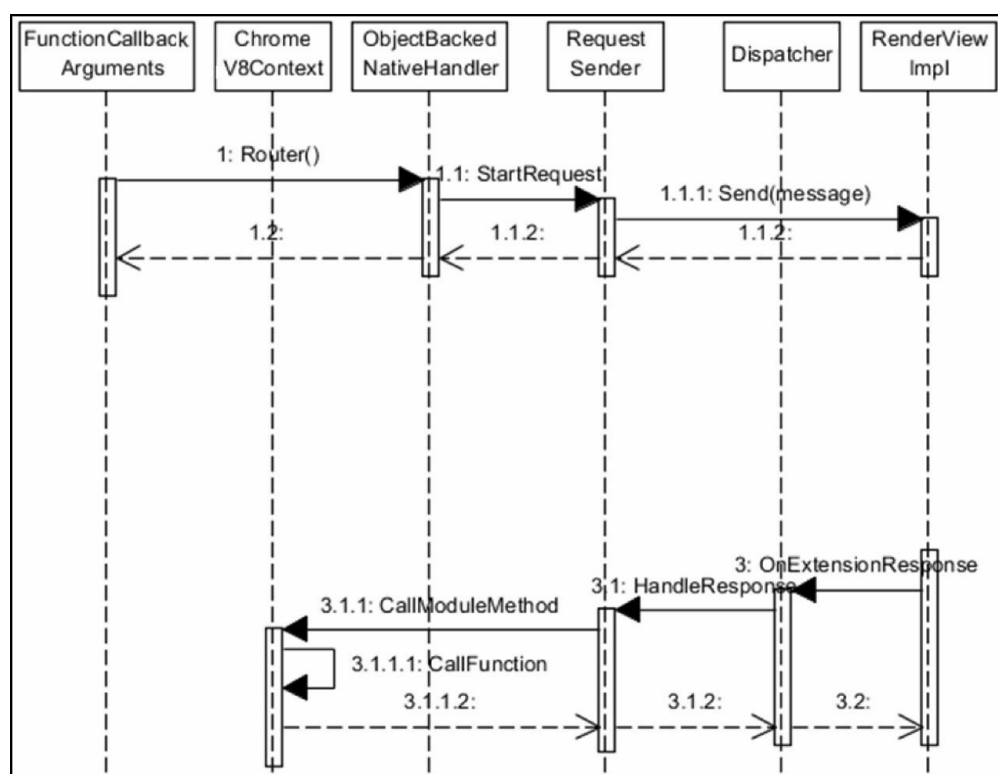 FunctionCallback
Arguments
Chrome
V8Context
ObjectBacked
NativeHandler
Request
Sender
Dispatcher
RenderView
Impl
1: Router()
1.1: StartRequest
1.1.1: Send(message)
1.2:
1.1.2:
1.1.2:
3: OnExtensionResponse
3.1: HandleResponse
3.1.1: CallModuleMethod
3.1.1.1: CallFunction
3.1.1.2:
3.1.2:
3.2: